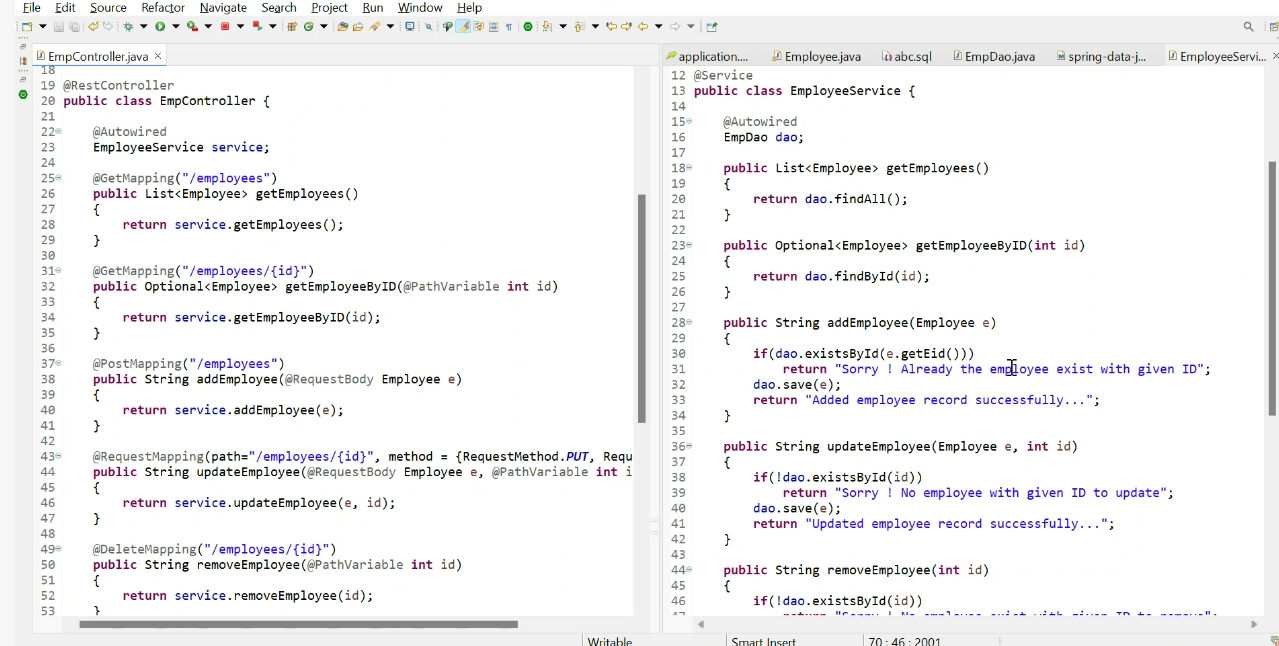 File Edit Source Refactor Navigate Search Project Run Window Help
EmpController.java
18
19 @RestController
20 public class EmpController {
21
22 @Autowired
23 EmployeeService service;
24
25 @GetMapping("/employees")
26 public List<Employee> getEmployees()
27 {
28 return service.getEmployees();
29 }
30
31 @GetMapping("/employees/{id}")
32 public Optional<Employee> getEmployeeByID(@PathVariable int id)
33 {
34 return service.getEmployeeByID(id);
35 }
36
37 @PostMapping("/employees")
38 public String addEmployee(@RequestBody Employee e)
39 {
40 return service.addEmployee(e);
41 }
42
43 @RequestMapping(path="/employees/{id}", method = {RequestMethod.PUT, Requ
44 public String updateEmployee(@RequestBody Employee e, @PathVariable int i
45 {
46 return service.updateEmployee(e, id);
47 }
48
49 @DeleteMapping("/employees/{id}")
50 public String removeEmployee(@PathVariable int id)
51 {
52 return service.removeEmployee(id);
53 }
application.... Employee.java abc.sql EmpDao.java spring-data-j... EmployeeServi...
12 @Service
13 public class EmployeeService {
14
15 @Autowired
16 EmpDao dao;
17
18 public List<Employee> getEmployees()
19 {
20 return dao.findAll();
21 }
22
23 public Optional<Employee> getEmployeeByID(int id)
24 {
25 return dao.findById(id);
26 }
27
28 public String addEmployee(Employee e)
29 {
30 if(dao.existsById(e.getEid()))
31 return "Sorry ! Already the employee exist with given ID";
32 dao.save(e);
33 return "Added employee record successfully...";
34 }
35
36 public String updateEmployee(Employee e, int id)
37 {
38 if(!dao.existsById(id))
39 return "Sorry ! No employee with given ID to update";
40 dao.save(e);
41 return "Updated employee record successfully...";
42 }
43
44 public String removeEmployee(int id)
45 {
46 if(!dao.existsById(id))
47 return "Sorry ! No employee exist with given ID to remove";
Writable Smart Insert 70 : 46 : 2001